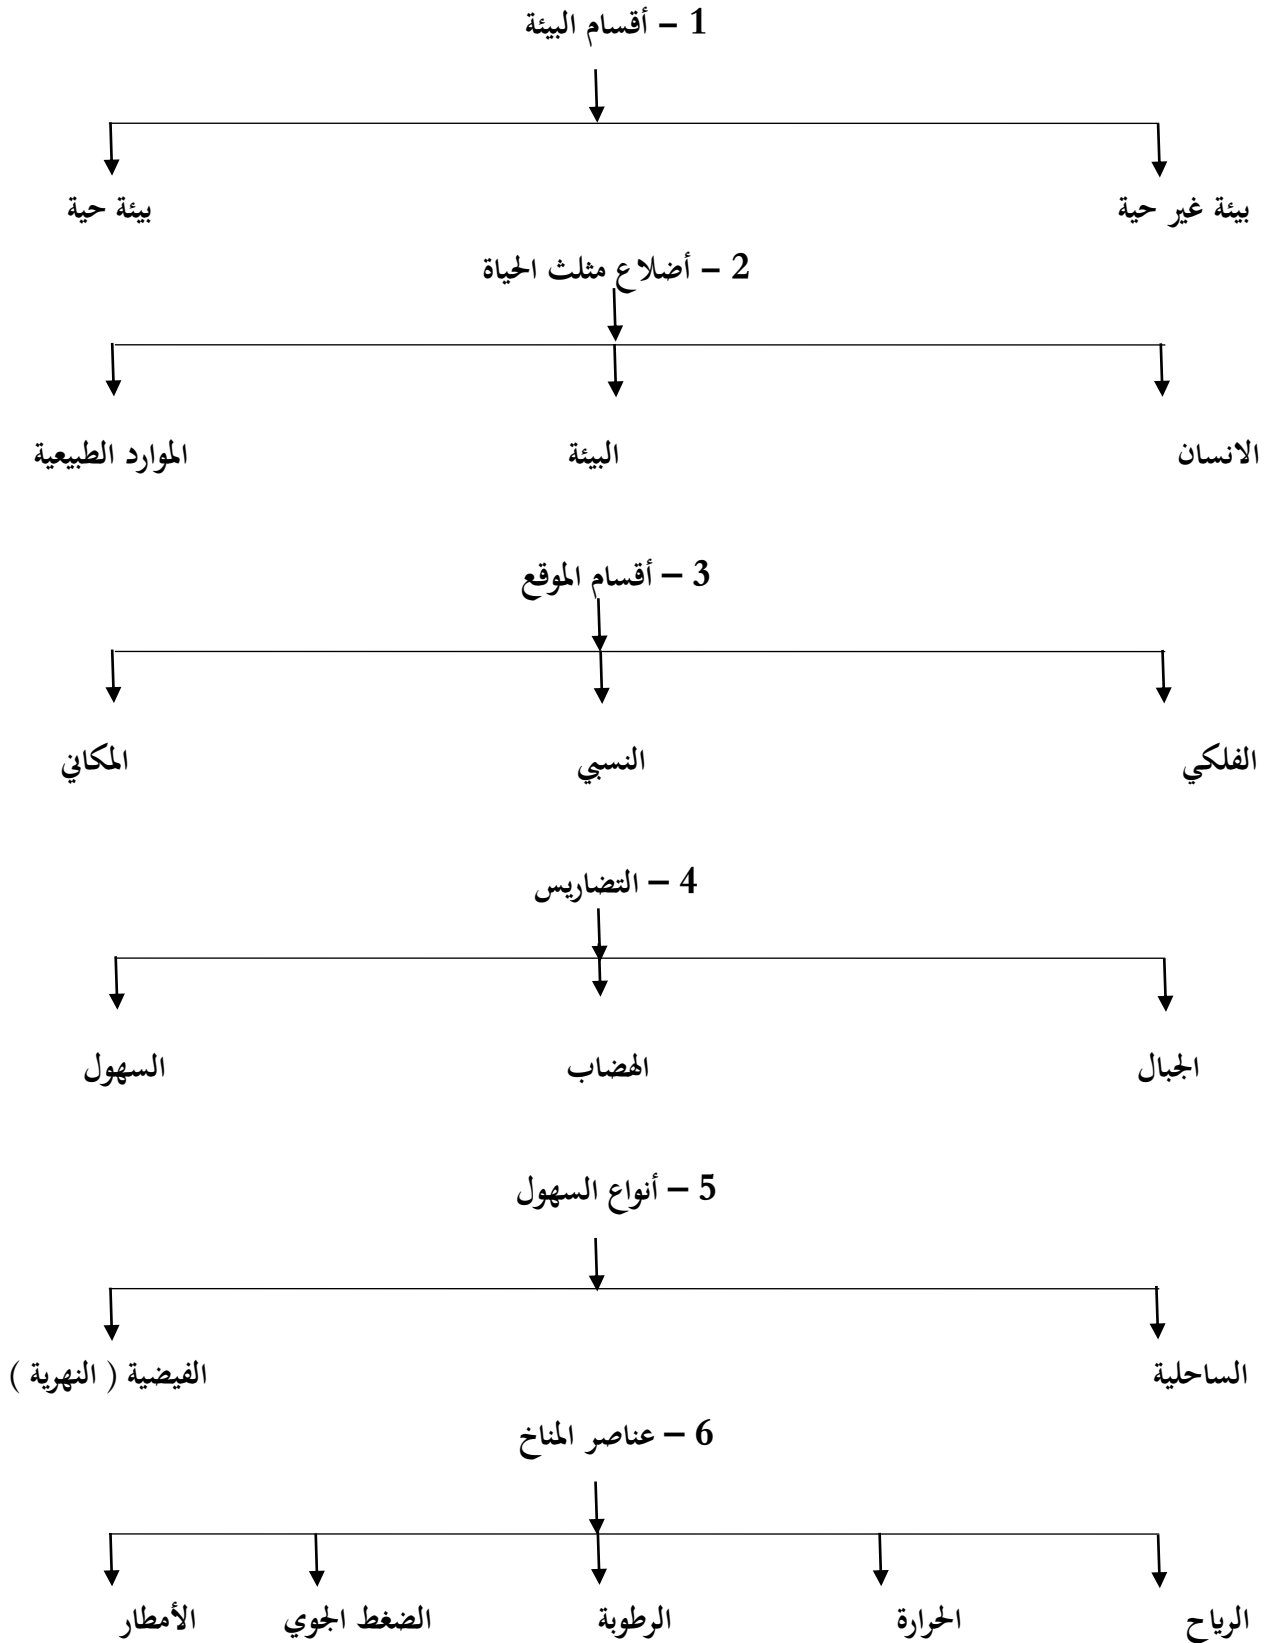 1 – أقسام البيئة
بيئة غير حية بيئة حية
2 – أضلاع مثلث الحياة
الانسان البيئة الموارد الطبيعية
3 – أقسام الموقع
الفلكي النسبي المكاني
4 – التضاريس
الجبال الهضاب السهول
5 – أنواع السهول
الساحلية الفيضية ( النهرية )
6 – عناصر المناخ
الرياح الحرارة الرطوبة الضغط الجوي الأمطار